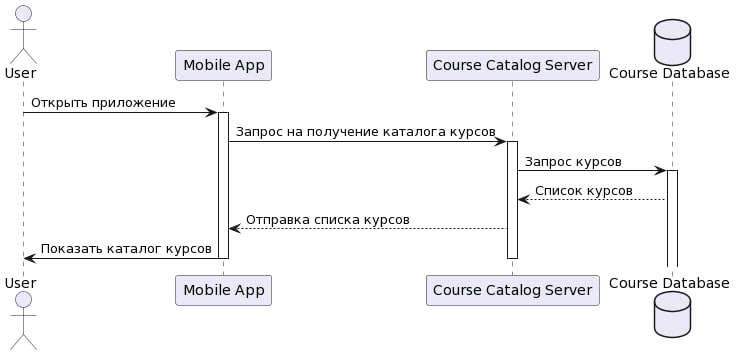 User
Mobile App
Course Catalog Server
Course Database
Открыть приложение
Запрос на получение каталога курсов
Запрос курсов
Список курсов
Отправка списка курсов
Показать каталог курсов
User
Mobile App
Course Catalog Server
Course Database